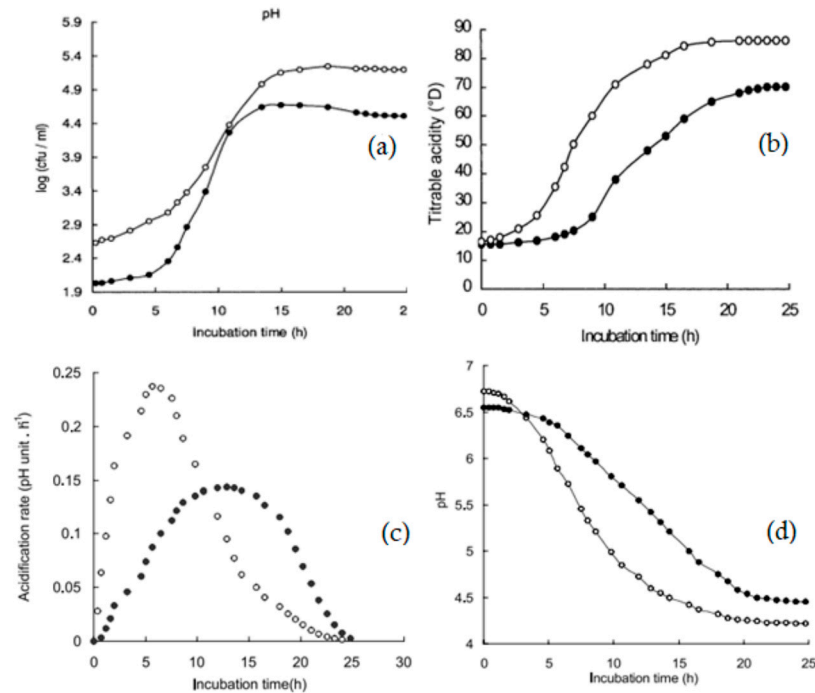 pH
5.9
5.4
4.9
4.4
3.9
3.4
2.9
2.4
1.9
log (cfu / ml)
(a)
0 5 10 15 20 2
Incubation time (h)
100
90
80
70
60
50
40
30
20
10
0
Titrable acidity (°D)
(b)
0 5 10 15 20 25
Incubation time (h)
0,25
0,2
0,15
0,1
0,05
0
Acidification rate (pH unit . h⁻¹)
(c)
0 5 10 15 20 25 30
Incubation time(h)
7
6.5
6
5.5
5
4.5
4
pH
(d)
0 5 10 15 20 25
Incubation time (h)